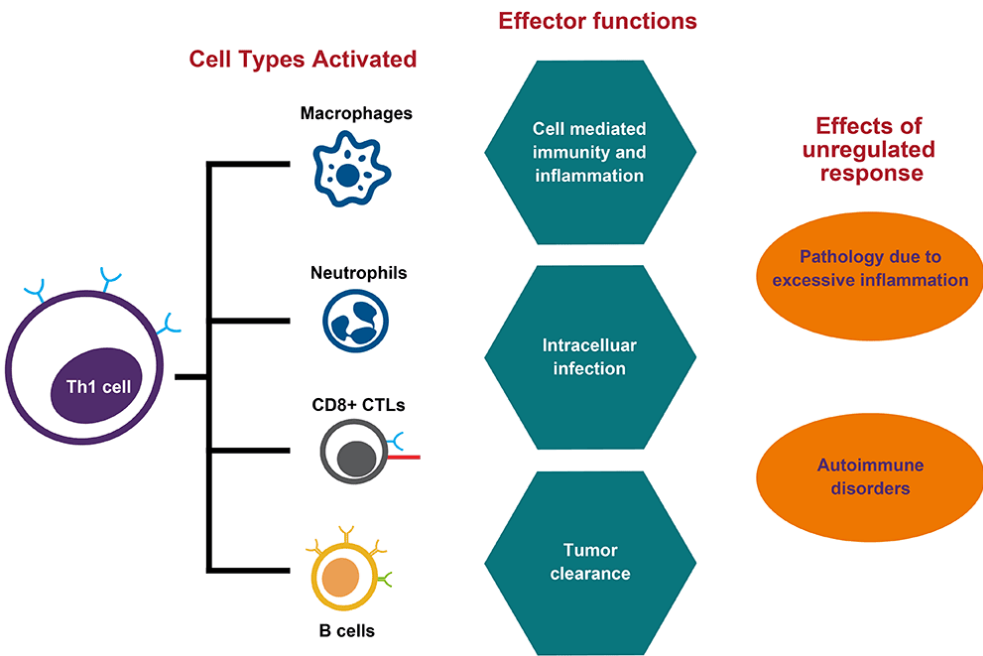 Effector functions
Cell Types Activated
Macrophages
Cell mediated
immunity and
inflammation
Effects of
unregulated
response
Pathology due to
excessive inflammation
Neutrophils
Intracelluar
infection
Th1 cell
CD8+ CTLs
Autoimmune
disorders
Tumor
clearance
B cells